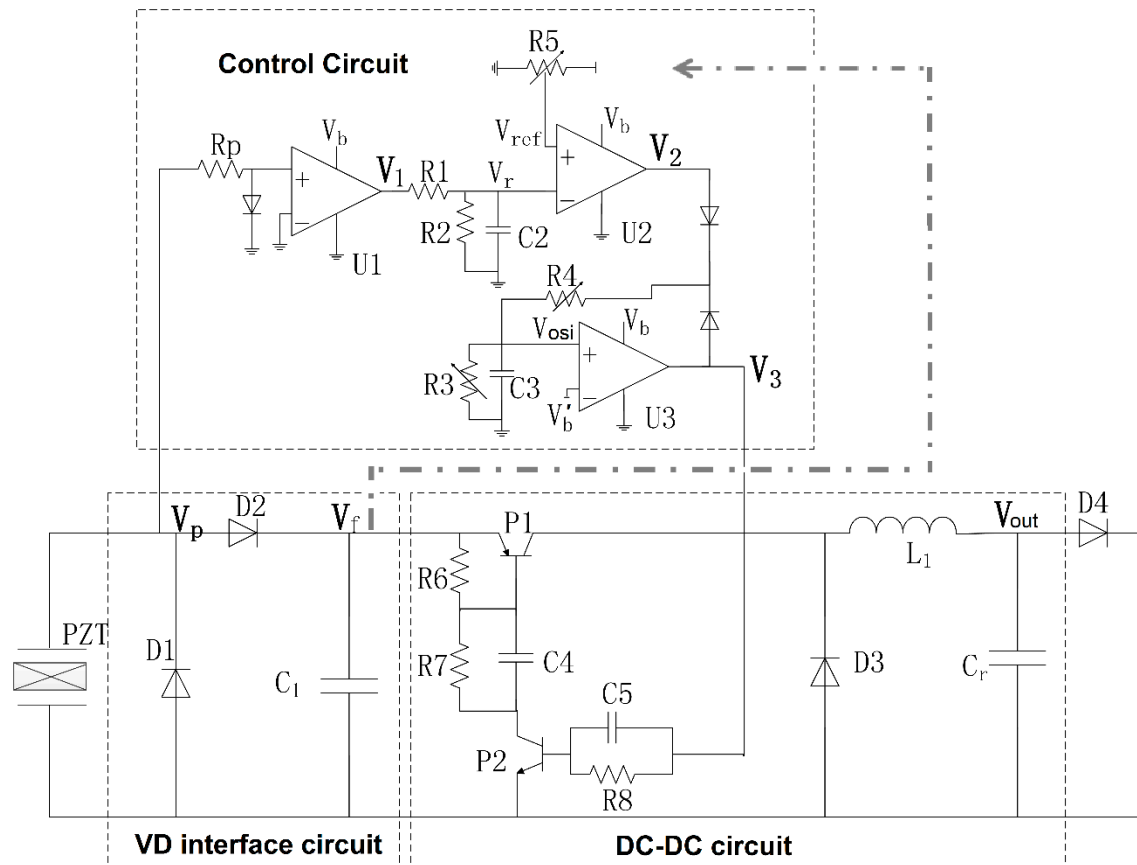 Control Circuit
R5
Rp
Vb
V1
R1
Vr
Vref
Vb
V2
+
−
U1
R2
C2
+
−
U2
R4
Vosi
Vb
R3
C3
+
−
Vb'
U3
V3
Vp
D2
Vf
P1
L1
Vout
D4
R6
PZT
D1
C1
R7
C4
D3
Cr
C5
P2
R8
VD interface circuit
DC-DC circuit